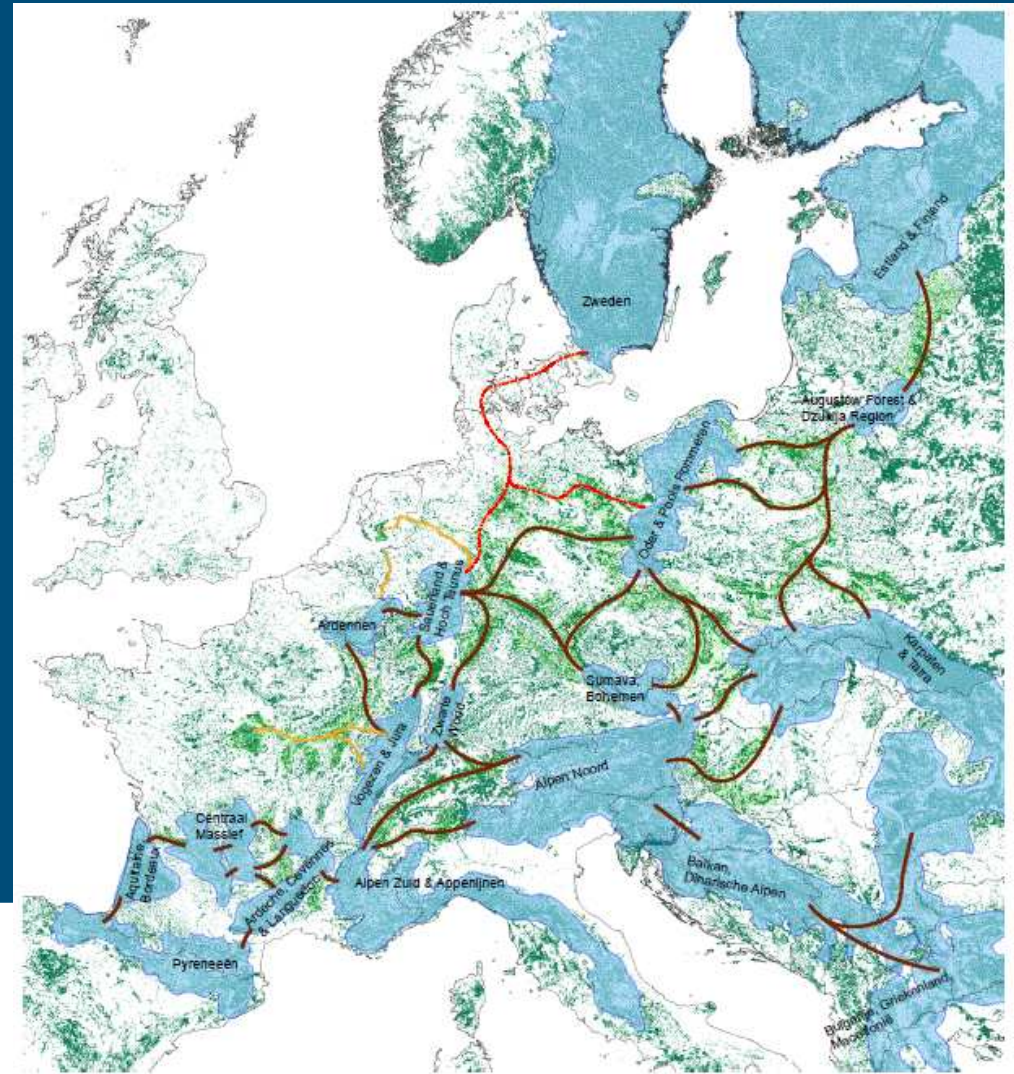 Estland & Finland
Zweden
Augustow Forest &
Dzukija Region
Oder & Pools Pommeren
Sauerland &
Hoch Taunus
Ardennen
Karpaten
& Tatra
Sumava,
Bohemen
Zwarte
Woud
Vogezen & Jura
Alpen Noord
Centraal
Massief
Aquitaine
Bordeaux
Ardeche, Cevennes
& Languedoc
Alpen Zuid & Appenijnen
Balkan,
Dinarische Alpen
Pyreneeën
Bulgarije, Griekenland,
Macedonië